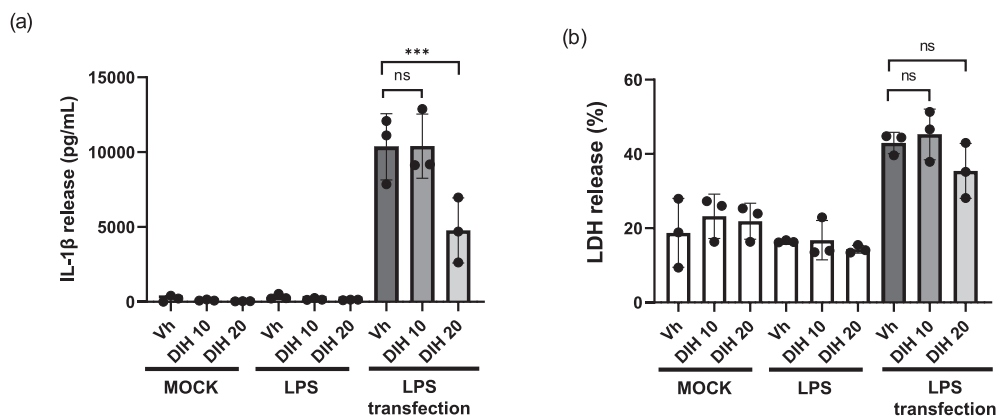 (a)
***
ns
15000
10000
5000
0
IL-1β release (pg/mL)
Vh
DIH 10
DIH 20
Vh
DIH 10
DIH 20
Vh
DIH 10
DIH 20
MOCK
LPS
LPS
transfection
(b)
ns
ns
60
40
20
0
LDH release (%)
Vh
DIH 10
DIH 20
Vh
DIH 10
DIH 20
Vh
DIH 10
DIH 20
MOCK
LPS
LPS
transfection